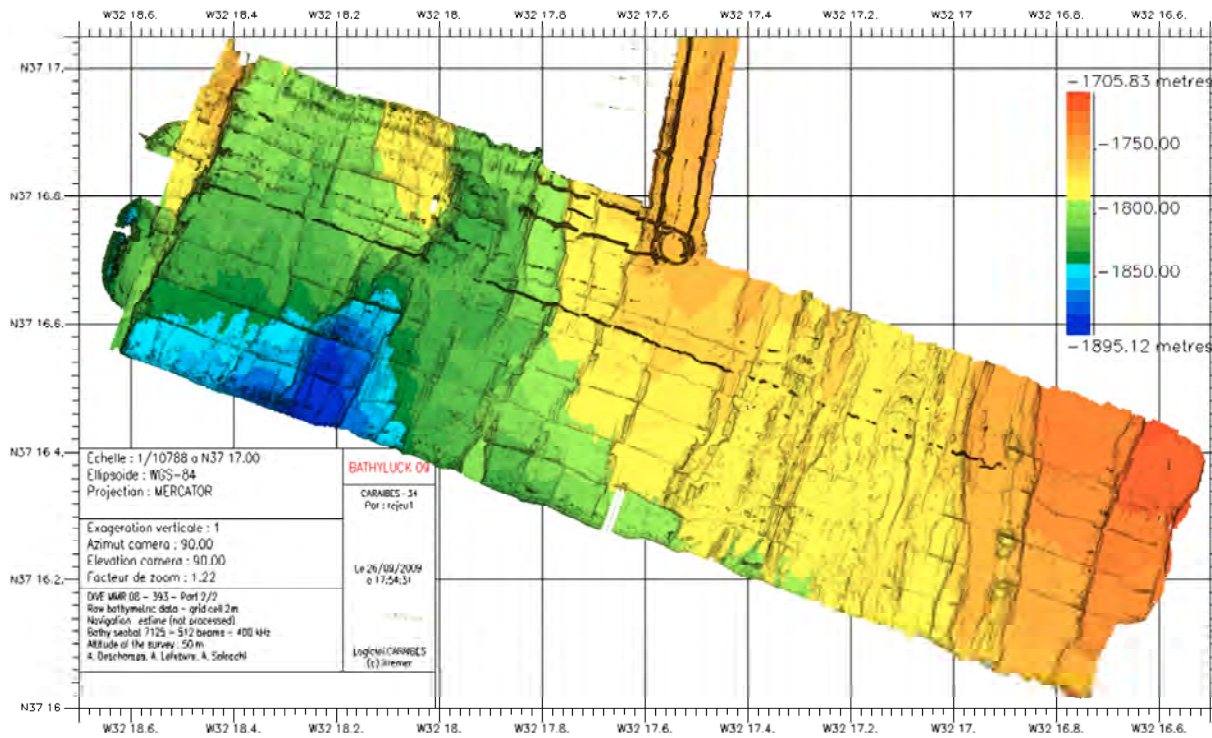 W32 18.6. W32 18.4. W32 18.2 W32 18. W32 17.8 W32 17.6 W32 17.4. W32 17.2. W32 17 W32 16.8. W32 16.6.
N37 17.
N37 16.8.
N37 16.6.
N37 16.4.
N37 16.2.
N37 16
-1705.83 metres
-1750.00
-1800.00
-1850.00
-1895.12 metres
Echelle : 1/10788 a N37 17.00
Ellipsoide : WGS-84
Projection : MERCATOR
Exageration verticale : 1
Azimut camera : 90.00
Elevation camera : 90.00
Facteur de zoom : 1.22
DIVE MMR 08 - 393 - Part 2/2
Raw bathymetric data - grid cell 2m
Navigation : estime (not processed)
Bathy seabat 7125 - 512 beams - 400 kHz
Altitude of the survey : 50 m
A. Deschamps, A.
BATHYLUCK 09
CARAIBES - 34
Par : rejeu1
Le 26/09/2009
a 17:54:31
Logiciel CARAIBES
(c) Ifremer
W32 18.6. W32 18.4. W32 18.2. W32 18. W32 17.8. W32 17.6. W32 17.4. W32 17.2. W32 17. W32 16.8. W32 16.6.